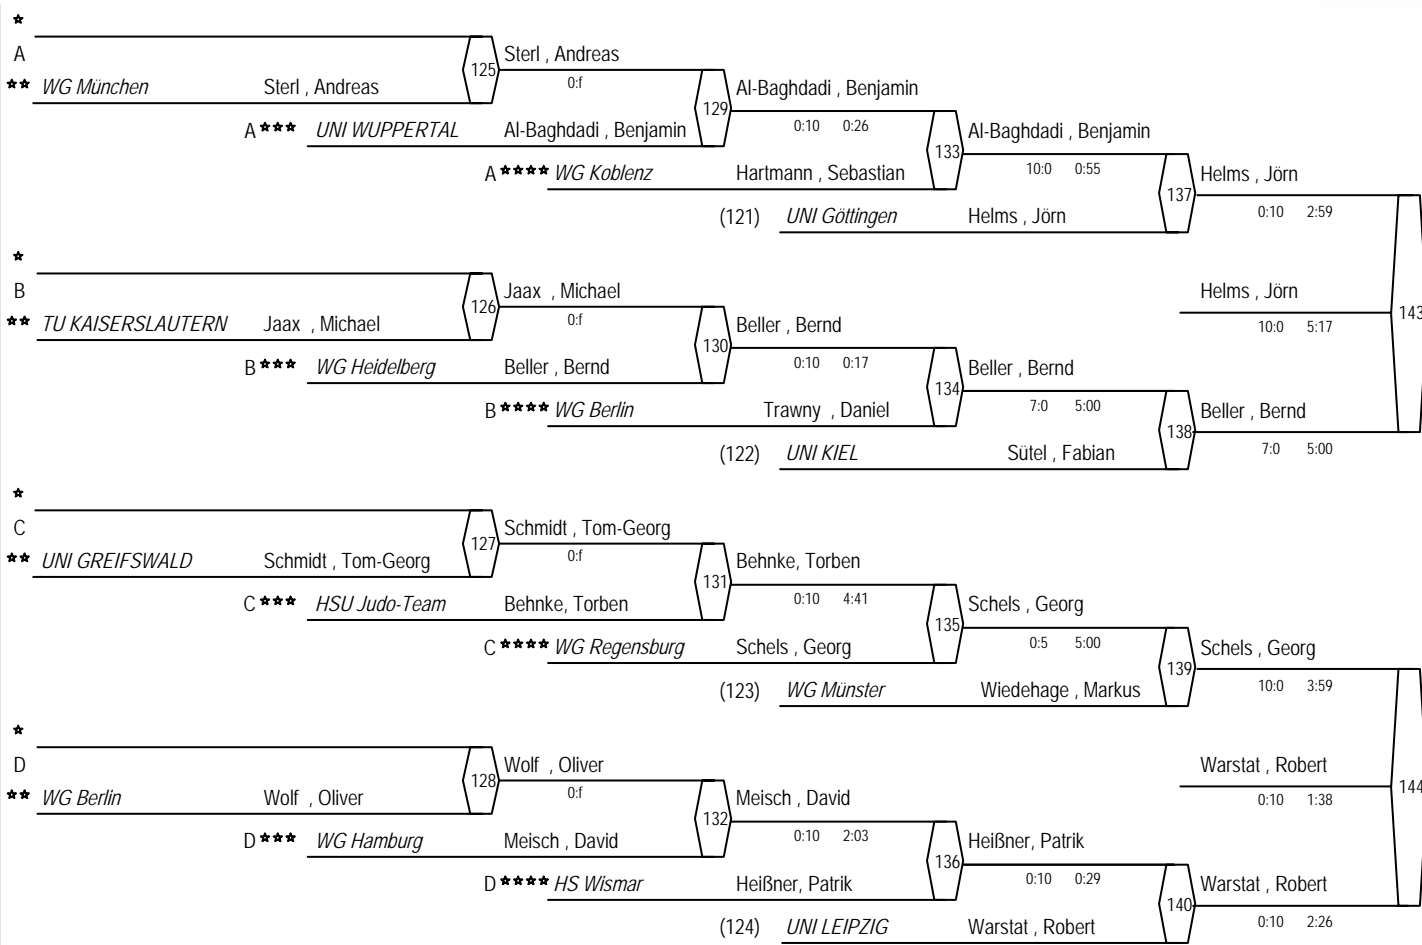 *
A
** WG München Sterl , Andreas
125
Sterl , Andreas
0:f
A *** UNI WUPPERTAL Al-Baghdadi , Benjamin
129
Al-Baghdadi , Benjamin
0:10 0:26
A **** WG Koblenz Hartmann , Sebastian
133
Al-Baghdadi , Benjamin
10:0 0:55
(121) UNI Göttingen Helms , Jörn
137
Helms , Jörn
0:10 2:59
*
B
** TU KAISERSLAUTERN Jaax , Michael
126
Jaax , Michael
0:f
B *** WG Heidelberg Beller , Bernd
130
Beller , Bernd
0:10 0:17
B **** WG Berlin Trawny , Daniel
134
Beller , Bernd
7:0 5:00
(122) UNI KIEL Sütel , Fabian
138
Beller , Bernd
7:0 5:00
Helms , Jörn
10:0 5:17
143
*
C
** UNI GREIFSWALD Schmidt , Tom-Georg
127
Schmidt , Tom-Georg
0:f
C *** HSU Judo-Team Behnke, Torben
131
Behnke, Torben
0:10 4:41
C **** WG Regensburg Schels , Georg
135
Schels , Georg
0:5 5:00
(123) WG Münster Wiedehage , Markus
139
Schels , Georg
10:0 3:59
*
D
** WG Berlin Wolf , Oliver
128
Wolf , Oliver
0:f
D *** WG Hamburg Meisch , David
132
Meisch , David
0:10 2:03
D **** HS Wismar Heißner, Patrik
136
Heißner, Patrik
0:10 0:29
(124) UNI LEIPZIG Warstat , Robert
140
Warstat , Robert
0:10 2:26
Warstat , Robert
0:10 1:38
144